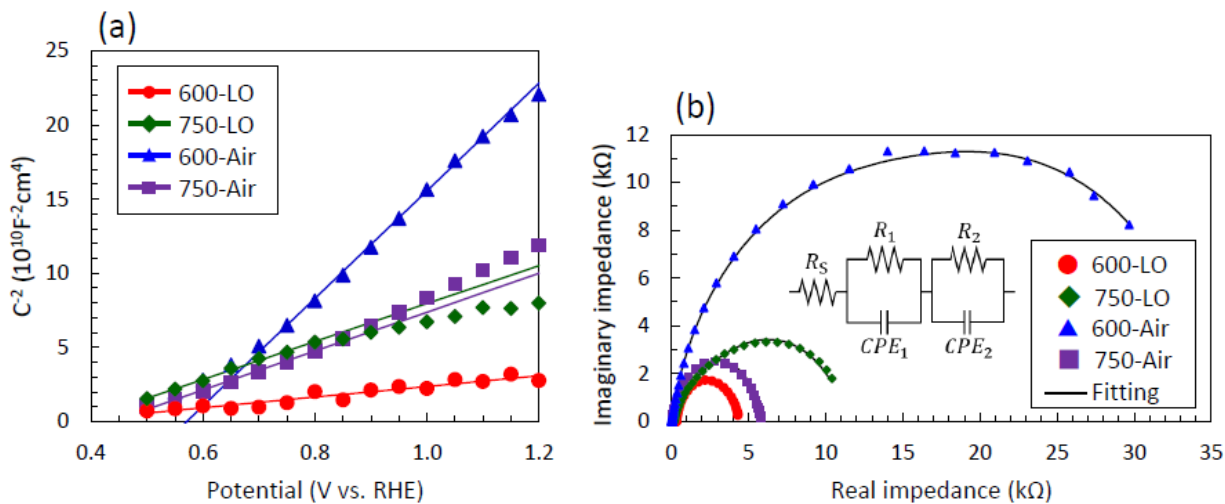 (a)
C⁻² (10¹⁰F⁻²cm⁴)
25
20
15
10
5
0
0.4
0.6
0.8
1.0
1.2
Potential (V vs. RHE)
600-LO
750-LO
600-Air
750-Air
(b)
Imaginary impedance (kΩ)
12
10
8
6
4
2
0
0
5
10
15
20
25
30
35
Real impedance (kΩ)
R_S
R₁
R₂
CPE₁
CPE₂
600-LO
750-LO
600-Air
750-Air
Fitting